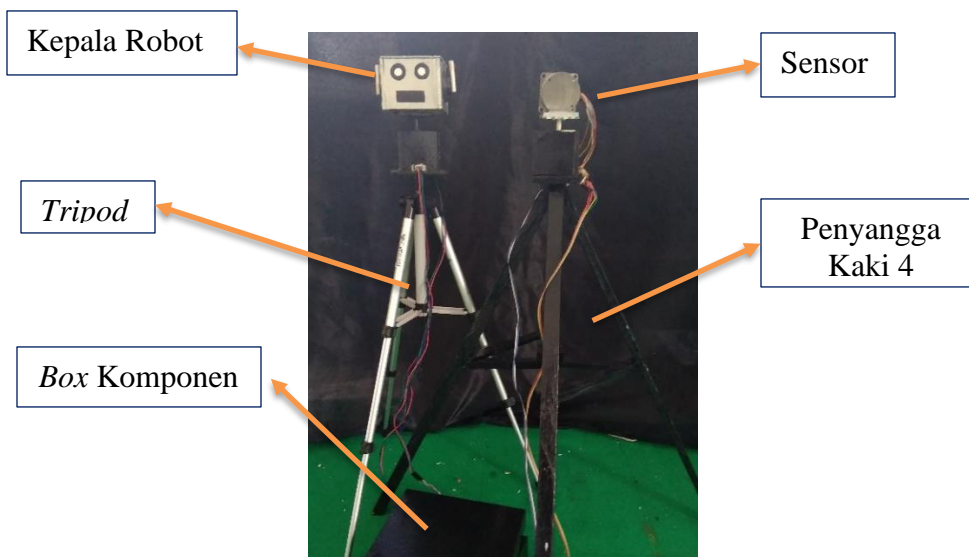 Kepala Robot
Sensor
Tripod
Penyangga
Kaki 4
Box Komponen